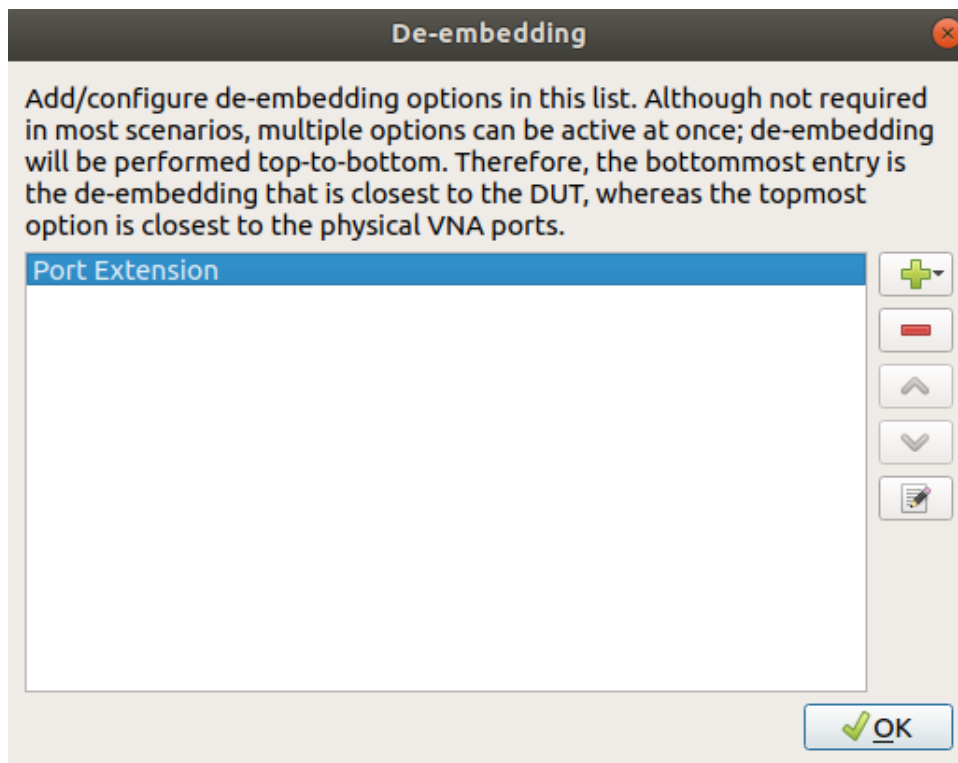 De-embedding
Add/configure de-embedding options in this list. Although not required
in most scenarios, multiple options can be active at once; de-embedding
will be performed top-to-bottom. Therefore, the bottommost entry is
the de-embedding that is closest to the DUT, whereas the topmost
option is closest to the physical VNA ports.
Port Extension
OK